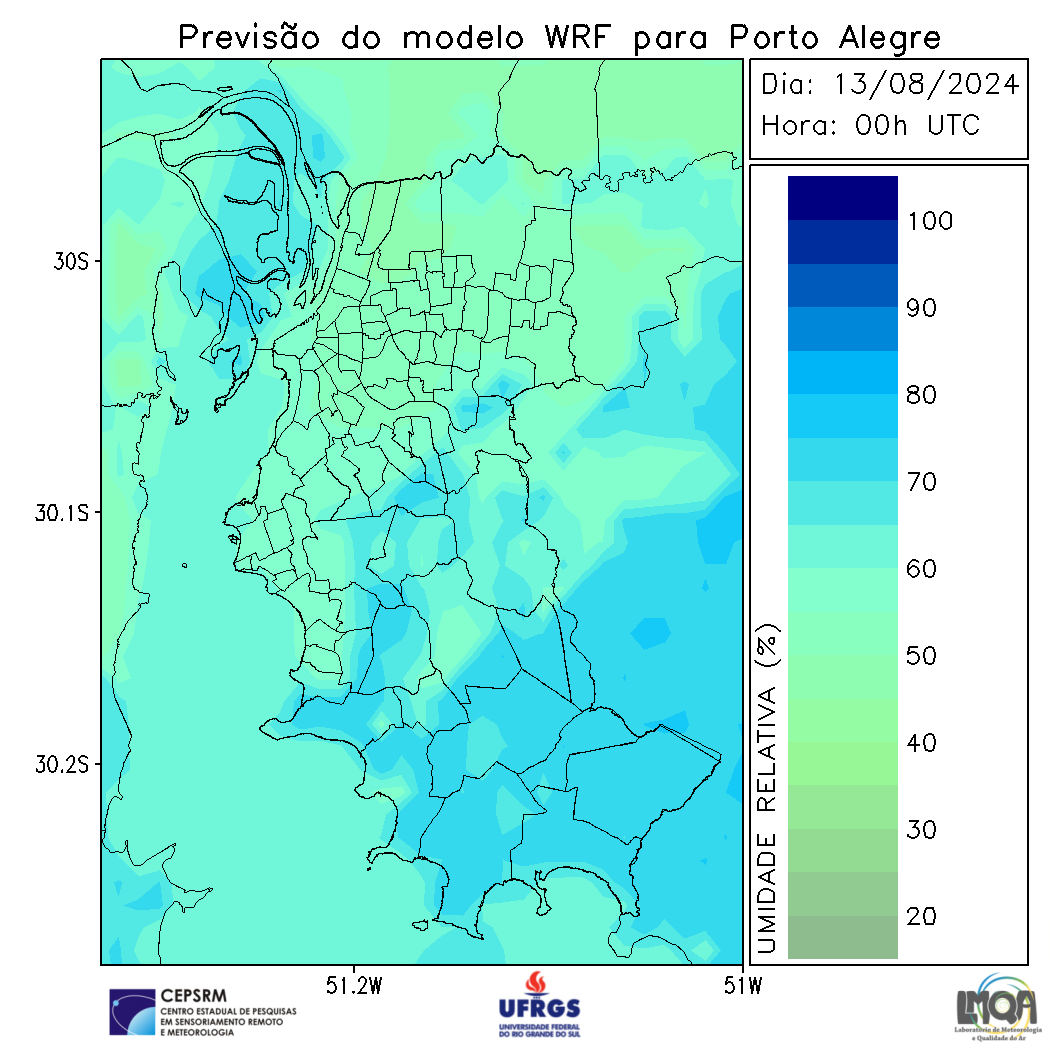 Previsão do modelo WRF para Porto Alegre
Dia: 13/08/2024
Hora: 00h UTC
100
90
80
70
60
50
40
30
20
UMIDADE RELATIVA (%)
30S
30.1S
30.2S
51.2W
51W
CEPSRM
CENTRO ESTADUAL DE PESQUISAS
EM SENSORIAMENTO REMOTO
E METEOROLOGIA
UFRGS
UNIVERSIDADE FEDERAL
DO RIO GRANDE DO SUL
LMQA
Laboratório de Meteorologia
e Qualidade do Ar